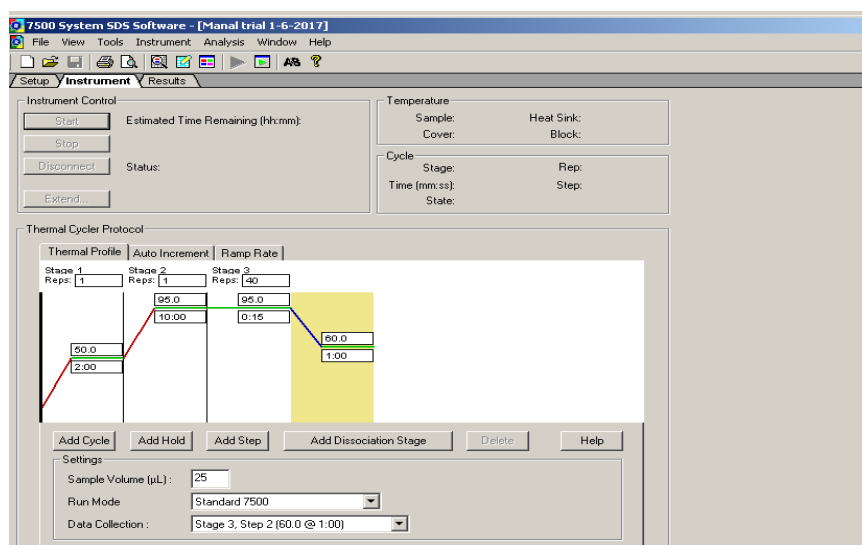 7500 System SDS Software - [Manal trial 1-6-2017]
File View Tools Instrument Analysis Window Help
Setup Instrument Results
Instrument Control
Start Estimated Time Remaining (hh:mm):
Stop
Disconnect Status:
Extend...
Temperature
Sample: Heat Sink:
Cover: Block:
Cycle
Stage: Rep:
Time (mm:ss): Step:
State:
Thermal Cycler Protocol
Thermal Profile Auto Increment Ramp Rate
Stage 1 Stage 2 Stage 3
Reps: 1 Reps: 1 Reps: 40
95.0 95.0
10:00 0:15
60.0
50.0 1:00
2:00
Add Cycle Add Hold Add Step Add Dissociation Stage Delete Help
Settings
Sample Volume (µL) : 25
Run Mode Standard 7500
Data Collection : Stage 3, Step 2 (60.0 @ 1:00)